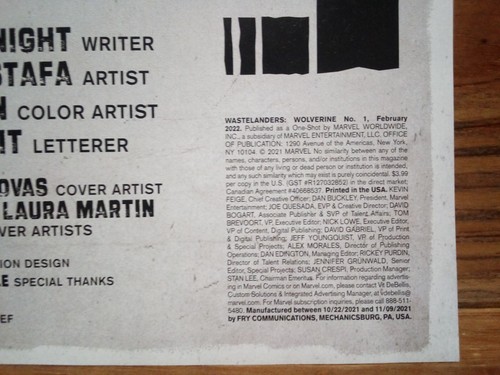 NIGHT WRITER
STAFA ARTIST
COLOR ARTIST
HT LETTERER
OVAS COVER ARTIST
LAURA MARTIN
VER ARTISTS
ION DESIGN
LE SPECIAL THANKS
EF
WASTELANDERS: WOLVERINE No. 1, February
2022. Published as a One-Shot by MARVEL WORLDWIDE,
INC., a subsidiary of MARVEL ENTERTAINMENT, LLC. OFFICE
OF PUBLICATION: 1290 Avenue of the Americas, New York,
NY 10104. © 2021 MARVEL No similarity between any of the
names, characters, persons, and/or institutions in this magazine
with those of any living or dead person or institution is intended,
and any such similarity which may exist is purely coincidental. $3.99
per copy in the U.S. (GST #R127032852) in the direct market;
Canadian Agreement #40668537. Printed in the USA. KEVIN
FEIGE, Chief Creative Officer; DAN BUCKLEY, President, Marvel
Entertainment; JOE QUESADA, EVP & Creative Director; DAVID
BOGART, Associate Publisher & SVP of Talent Affairs; TOM
BREVOORT, VP, Executive Editor; NICK LOWE, Executive Editor,
VP of Content, Digital Publishing; DAVID GABRIEL, VP of Print
& Digital Publishing; JEFF YOUNGQUIST, VP of Production
& Special Projects; ALEX MORALES, Director of Publishing
Operations; DAN EDINGTON, Managing Editor; RICKEY PURDIN,
Director of Talent Relations; JENNIFER GRÜNWALD, Senior
Editor, Special Projects; SUSAN CRESPI, Production Manager;
STAN LEE, Chairman Emeritus. For information regarding advertising
in Marvel Comics or on Marvel.com, please contact Vit DeBellis,
Custom Solutions & Integrated Advertising Manager, at vdebellis@
marvel.com. For Marvel subscription inquiries, please call 888-511-
5480. Manufactured between 10/22/2021 and 11/09/2021
by FRY COMMUNICATIONS, MECHANICSBURG, PA, USA.